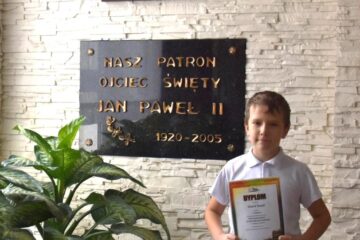 NASZ PATRON
OJCIEC ŚWIĘTY
JAN PAWEŁ II
1920-2005
DYPLOM